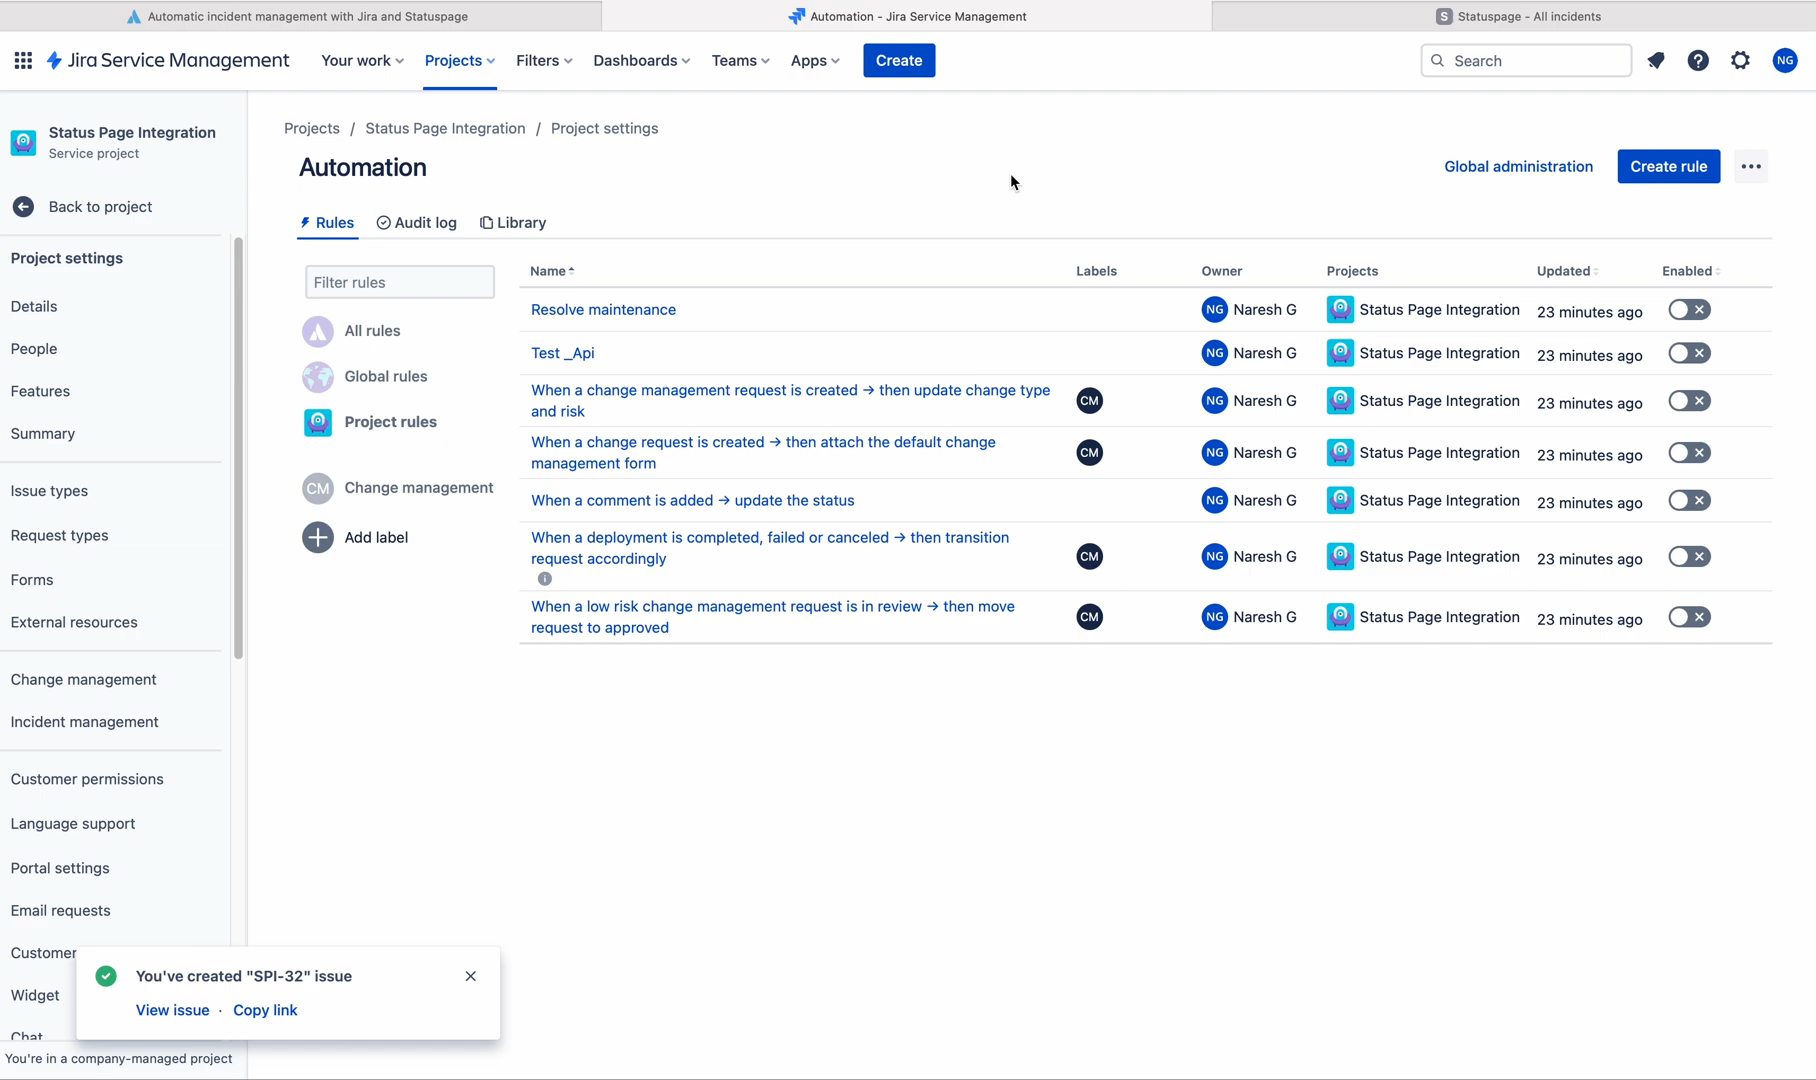 Automatic incident management with Jira and Statuspage
Automation - Jira Service Management
S Statuspage - All incidents
Jira Service Management
Your work
Projects
Filters
Dashboards
Teams
Apps
Create
Search
NG
Status Page Integration
Service project
Back to project
Project settings
Details
People
Features
Summary
Issue types
Request types
Forms
External resources
Change management
Incident management
Customer permissions
Language support
Portal settings
Email requests
Customer
Widget
Chat
You're in a company-managed project
Projects / Status Page Integration / Project settings
Automation
Global administration
Create rule
Rules
Audit log
Library
Filter rules
All rules
Global rules
Project rules
CM Change management
Add label
Name Labels Owner Projects Updated Enabled
Resolve maintenance NG Naresh G Status Page Integration 23 minutes ago
Test _Api NG Naresh G Status Page Integration 23 minutes ago
When a change management request is created → then update change type
and risk
CM NG Naresh G Status Page Integration 23 minutes ago
When a change request is created → then attach the default change
management form
CM NG Naresh G Status Page Integration 23 minutes ago
When a comment is added → update the status NG Naresh G Status Page Integration 23 minutes ago
When a deployment is completed, failed or canceled → then transition
request accordingly
CM NG Naresh G Status Page Integration 23 minutes ago
When a low risk change management request is in review → then move
request to approved
CM NG Naresh G Status Page Integration 23 minutes ago
You've created "SPI-32" issue
View issue · Copy link